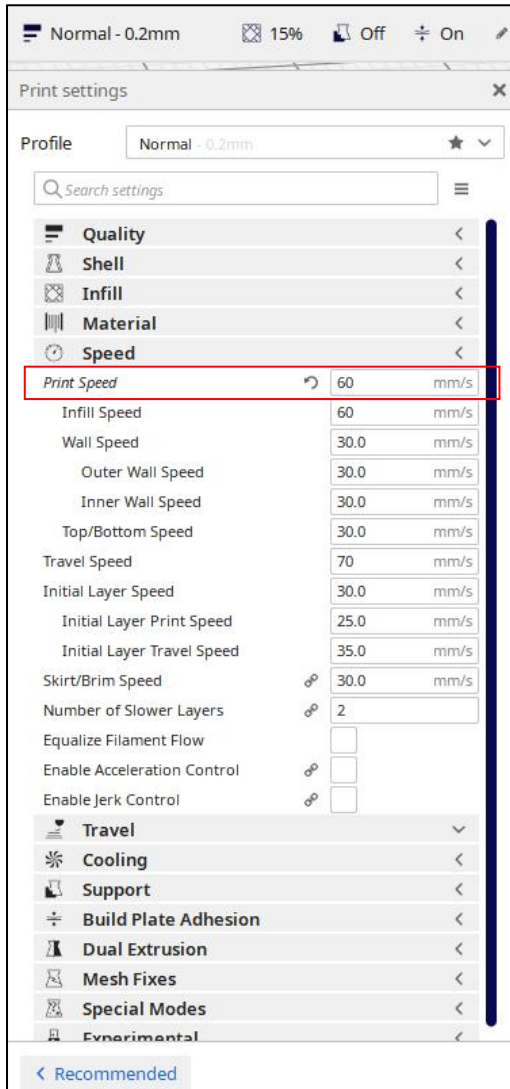 Normal - 0.2mm 15% Off On
Print settings
Profile Normal - 0.2mm
Search settings
Quality
Shell
Infill
Material
Speed
Print Speed 60 mm/s
Infill Speed 60 mm/s
Wall Speed 30.0 mm/s
Outer Wall Speed 30.0 mm/s
Inner Wall Speed 30.0 mm/s
Top/Bottom Speed 30.0 mm/s
Travel Speed 70 mm/s
Initial Layer Speed 30.0 mm/s
Initial Layer Print Speed 25.0 mm/s
Initial Layer Travel Speed 35.0 mm/s
Skirt/Brim Speed 30.0 mm/s
Number of Slower Layers 2
Equalize Filament Flow
Enable Acceleration Control
Enable Jerk Control
Travel
Cooling
Support
Build Plate Adhesion
Dual Extrusion
Mesh Fixes
Special Modes
Experimental
Recommended